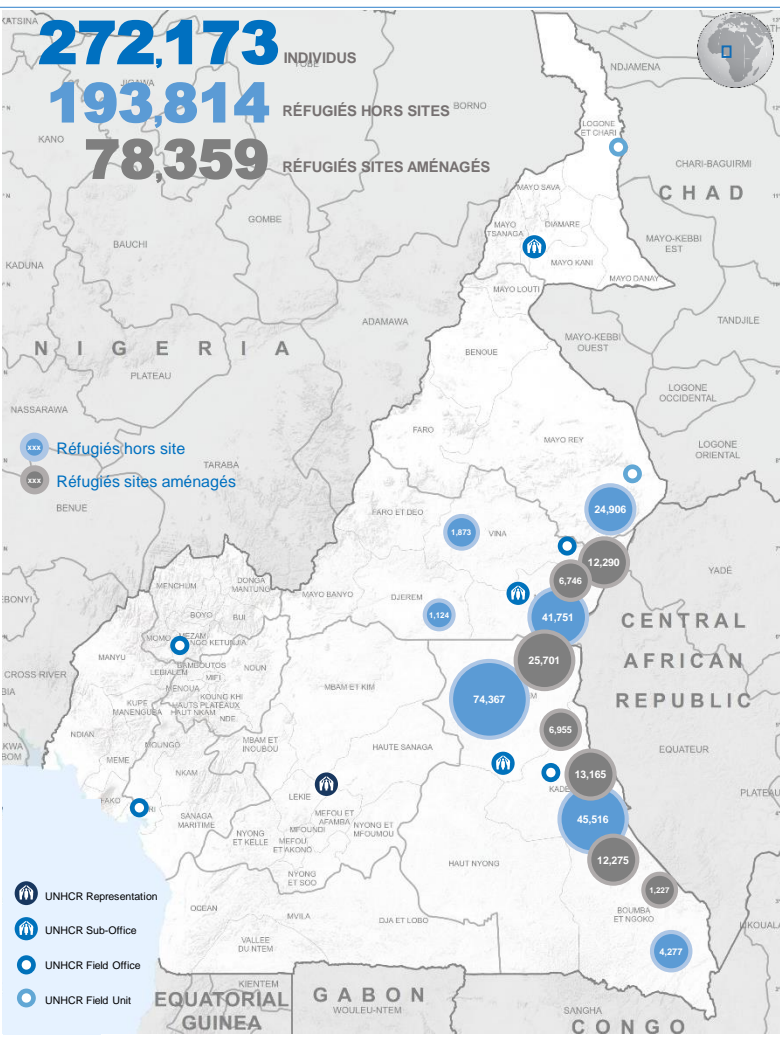 272,173 INDIVIDUS
193,814 RÉFUGIÉS HORS SITES
78,359 RÉFUGIÉS SITES AMÉNAGÉS
KATSINA
JIGAWA
YOBE
BORNO
KANO
NDJAMENA
LOGONE
ET CHARI
CHARI-BAGUIRMI
CHAD
MAYO SAVA
MAYO
TSANAGA
DIAMARE
MAYO KANI
MAYO DANAY
MAYO-KEBBI
EST
GOMBE
BAUCHI
KADUNA
MAYO LOUTI
ADAMAWA
TANDJILE
NIGERIA
BENOUE
MAYO-KEBBI
OUEST
PLATEAU
LOGONE
OCCIDENTAL
NASSARAWA
FARO
MAYO REY
LOGONE
ORIENTAL
xxx Réfugiés hors site
TARABA
xxx Réfugiés sites aménagés
BENUE
FARO ET DEO
24,906
1,873
VINA
12,290
6,746
YADÉ
MENCHUM
DONGA
MANTUNG
MAYO BANYO
DJEREM
EBONYI
BOYO
BUI
1,124
41,751
CENTRAL
AFRICAN
REPUBLIC
MOMO
MEZAM
NGO KETUNJIA
MANYU
25,701
BAMBOUTOS
LEBIALEM
MIFI
NOUN
CROSS RIVER
MENOUA
KOUNG KHI
HAUTS PLATEAUX
HAUT NKAM
NDE
KUPE
MANENGUBA
MBAM ET KIM
74,367
NDIAN
6,955
MOUNGO
MBAM ET
INOUBOU
HAUTE SANAGA
EQUATEUR
MEME
NKAM
13,165
KADE
LEKIE
FAKO
SANAGA
MARITIME
MEFOU ET
AFAMBA
MFOUNDI
NYONG ET
MFOUMOU
45,516
NYONG
ET KELLE
MEFOU
ET AKONO
HAUT NYONG
12,275
NYONG
ET SOO
1,227
UNHCR Representation
OCEAN
MVILA
DJA ET LOBO
BOUMBA
ET NGOKO
UNHCR Sub-Office
VALLEE
DU NTEM
4,277
UNHCR Field Office
UNHCR Field Unit
KIENTEM
EQUATORIAL
GUINEA
GABON
WOULEU-NTEM
SANGHA
CONGO